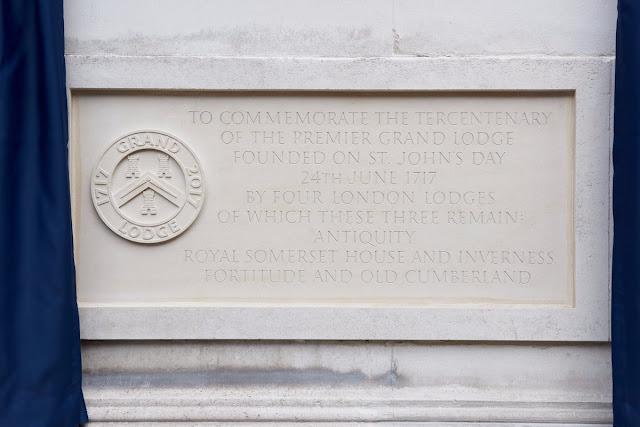 GRAND
1717 2017
LODGE
TO COMMEMORATE THE TERCENTENARY
OF THE PREMIER GRAND LODGE
FOUNDED ON ST. JOHN'S DAY
24TH JUNE 1717
BY FOUR LONDON LODGES
OF WHICH THESE THREE REMAIN:
ANTIQUITY
ROYAL SOMERSET HOUSE AND INVERNESS
FORTITUDE AND OLD CUMBERLAND